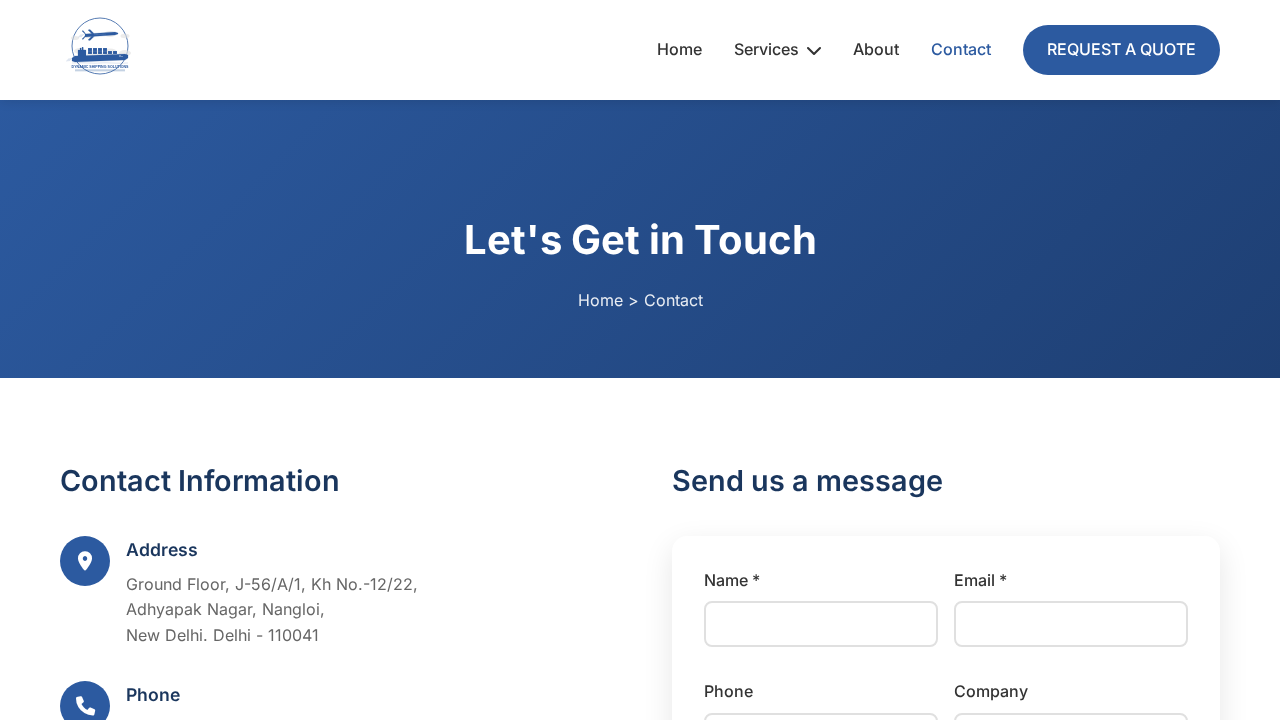 DYNAMIC SHIPPING SOLUTIONS
Home
Services
About
Contact
REQUEST A QUOTE
Let's Get in Touch
Home > Contact
Contact Information
Address
Ground Floor, J-56/A/1, Kh No.-12/22,
Adhyapak Nagar, Nangloi,
New Delhi. Delhi - 110041
Phone
Send us a message
Name *
Email *
Phone
Company